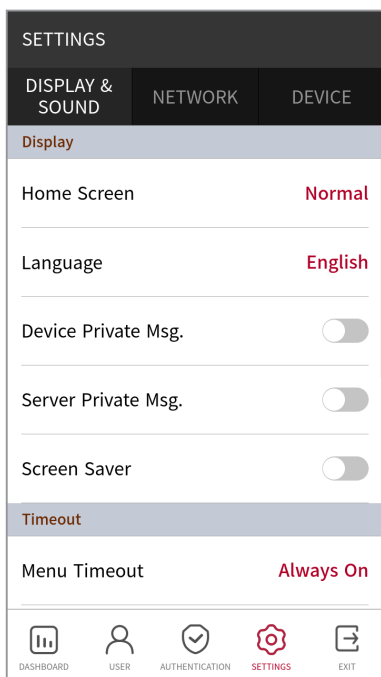 SETTINGS
DISPLAY &
SOUND
NETWORK
DEVICE
Display
Home Screen Normal
Language English
Device Private Msg.
Server Private Msg.
Screen Saver
Timeout
Menu Timeout Always On
DASHBOARD USER AUTHENTICATION SETTINGS EXIT